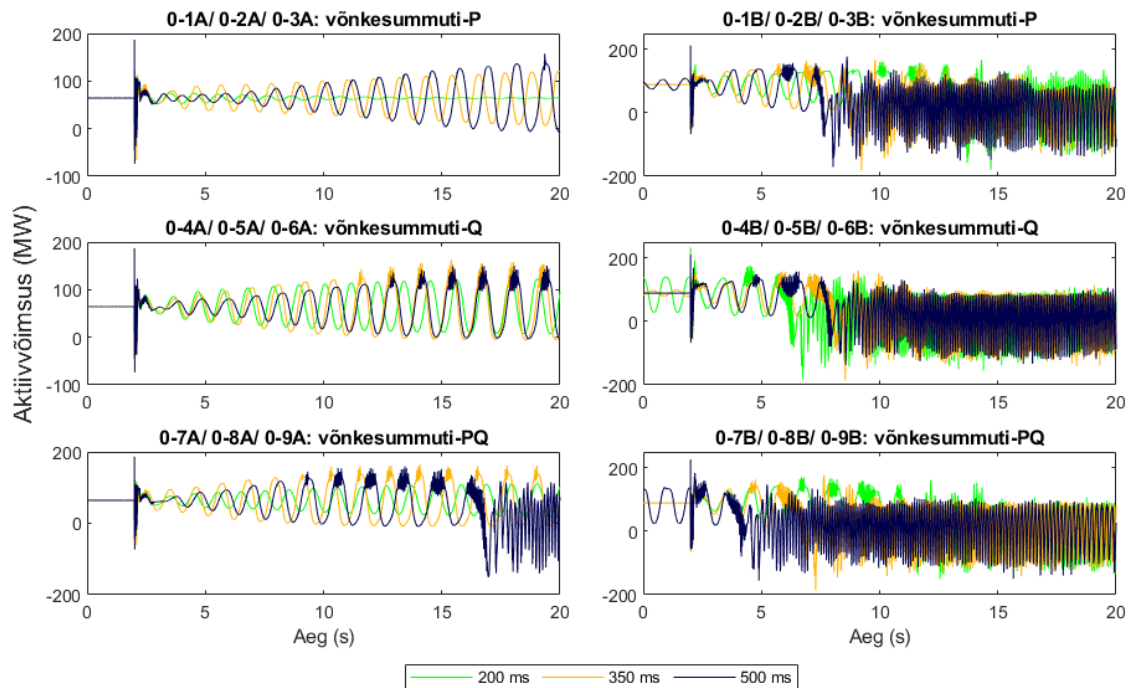 0-1A/ 0-2A/ 0-3A: võnkesummuti-P
200
100
0
-100
0 5 10 15 20
0-1B/ 0-2B/ 0-3B: võnkesummuti-P
200
0
-200
0 5 10 15 20
Aktiivvõimsus (MW)
0-4A/ 0-5A/ 0-6A: võnkesummuti-Q
200
100
0
-100
0 5 10 15 20
0-4B/ 0-5B/ 0-6B: võnkesummuti-Q
200
0
-200
0 5 10 15 20
0-7A/ 0-8A/ 0-9A: võnkesummuti-PQ
200
0
-200
0 5 10 15 20
Aeg (s)
0-7B/ 0-8B/ 0-9B: võnkesummuti-PQ
200
0
-200
0 5 10 15 20
Aeg (s)
200 ms 350 ms 500 ms